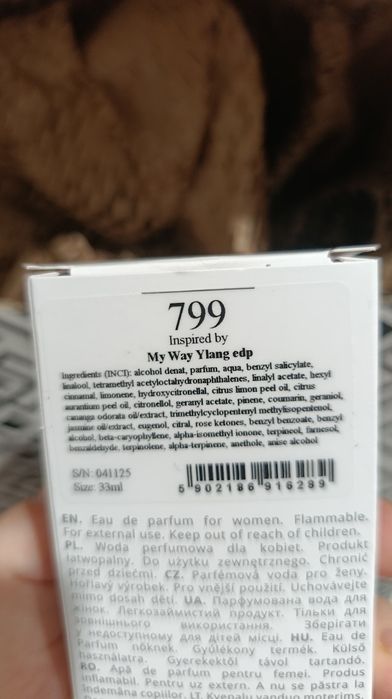 799
Inspired by
My Way Ylang edp
Ingredients (INCI): alcohol denat, parfum, aqua, benzyl salicylate,
linalool, tetramethyl acetyloctahydronaphthalenes, linalyl acetate, hexyl
cinnamal, limonene, hydroxycitronellal, citrus limon peel oil, citrus
aurantium peel oil, citronellol, geranyl acetate, pinene, coumarin, geraniol,
cananga odorata oil/extract, trimethylcyclopentenyl methylisopentenol,
jasmine oil/extract, eugenol, citral, rose ketones, benzyl benzoate, benzyl
alcohol, beta-caryophyllene, alpha-isomethyl ionone, terpineol, farnesol,
benzaldehyde, terpinolene, alpha-terpinene, anethole, anise alcohol
S/N: 041125
Size: 33ml
5 902186 916289
EN. Eau de parfum for women. Flammable.
For external use. Keep out of reach of children.
PL. Woda perfumowa dla kobiet. Produkt
łatwopalny. Do użytku zewnętrznego. Chronić
przed dziećmi. CZ. Parfémová voda pro ženy.
Hořlavý výrobek. Pro vnější použití. Uchovávejte
mimo dosah dětí. UA. Парфумована вода для
жінок. Легкозаймистий продукт. Тільки для
зовнішнього використання. Зберігати
у недоступному для дітей місці. HU. Eau de
Parfum nőknek. Gyúlékony termék. Külső
használatra. Gyerekektől távol tartandó.
RO. Apă de parfum pentru femei. Produs
inflamabil. Pentru uz extern. A nu se păstra la
îndemâna copiilor. LT. Kvepalų vanduo moterims.